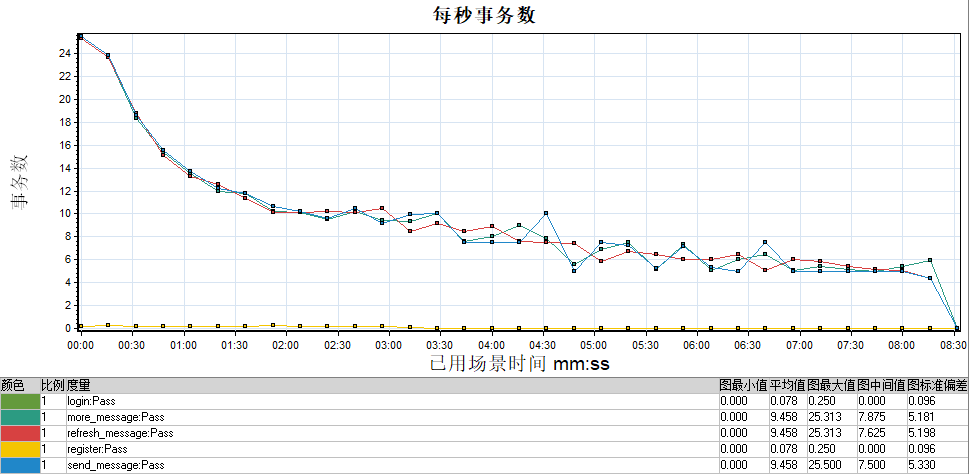 每秒事务数
事务数
24
22
20
18
16
14
12
10
8
6
4
2
0
00:00 00:30 01:00 01:30 02:00 02:30 03:00 03:30 04:00 04:30 05:00 05:30 06:00 06:30 07:00 07:30 08:00 08:30
已用场景时间 mm:ss
颜色 比例 度量 图最小值 平均值 图最大值 图中间值 图标准偏差
1 login:Pass 0.000 0.078 0.250 0.000 0.096
1 more_message:Pass 0.000 9.458 25.313 7.875 5.181
1 refresh_message:Pass 0.000 9.458 25.313 7.625 5.198
1 register:Pass 0.000 0.078 0.250 0.000 0.096
1 send_message:Pass 0.000 9.458 25.500 7.500 5.330